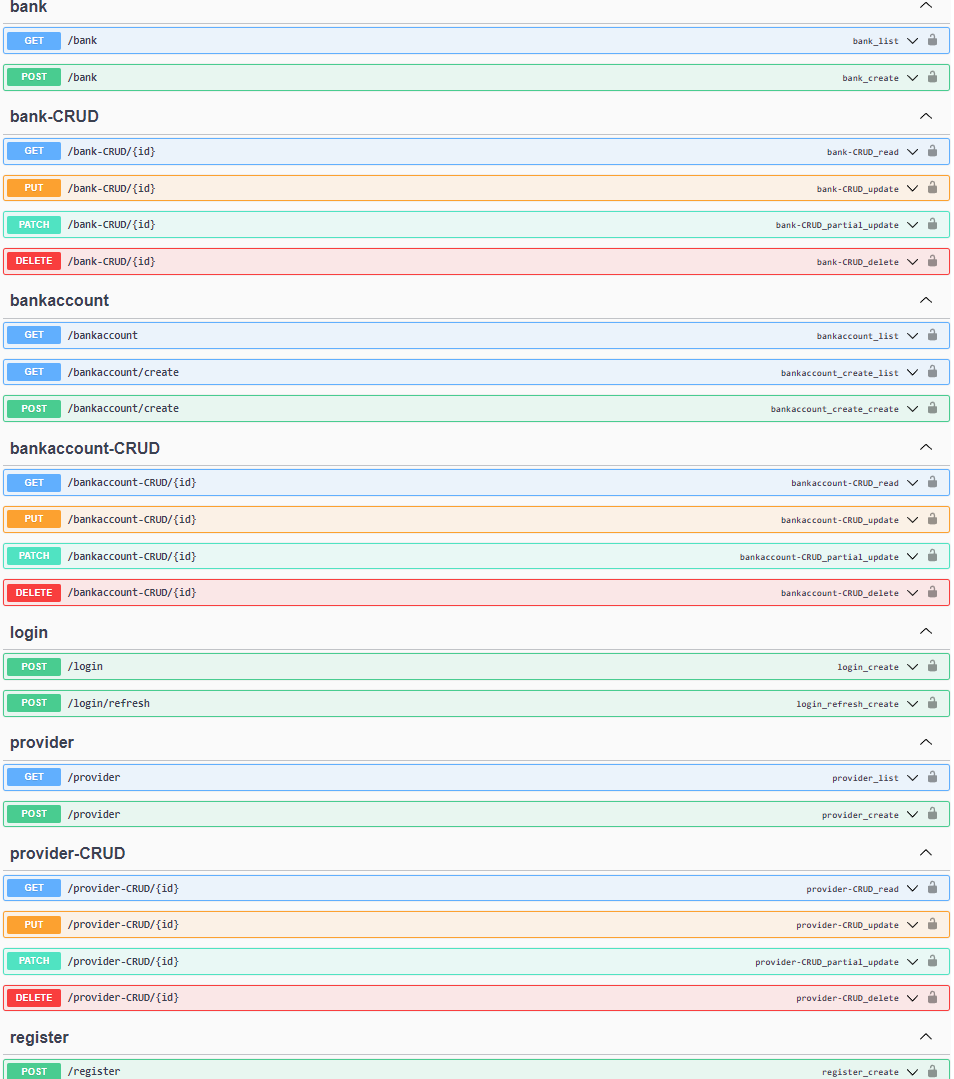 bank
GET /bank bank_list
POST /bank bank_create
bank-CRUD
GET /bank-CRUD/{id} bank-CRUD_read
PUT /bank-CRUD/{id} bank-CRUD_update
PATCH /bank-CRUD/{id} bank-CRUD_partial_update
DELETE /bank-CRUD/{id} bank-CRUD_delete
bankaccount
GET /bankaccount bankaccount_list
GET /bankaccount/create bankaccount_create_list
POST /bankaccount/create bankaccount_create_create
bankaccount-CRUD
GET /bankaccount-CRUD/{id} bankaccount-CRUD_read
PUT /bankaccount-CRUD/{id} bankaccount-CRUD_update
PATCH /bankaccount-CRUD/{id} bankaccount-CRUD_partial_update
DELETE /bankaccount-CRUD/{id} bankaccount-CRUD_delete
login
POST /login login_create
POST /login/refresh login_refresh_create
provider
GET /provider provider_list
POST /provider provider_create
provider-CRUD
GET /provider-CRUD/{id} provider-CRUD_read
PUT /provider-CRUD/{id} provider-CRUD_update
PATCH /provider-CRUD/{id} provider-CRUD_partial_update
DELETE /provider-CRUD/{id} provider-CRUD_delete
register
POST /register register_create